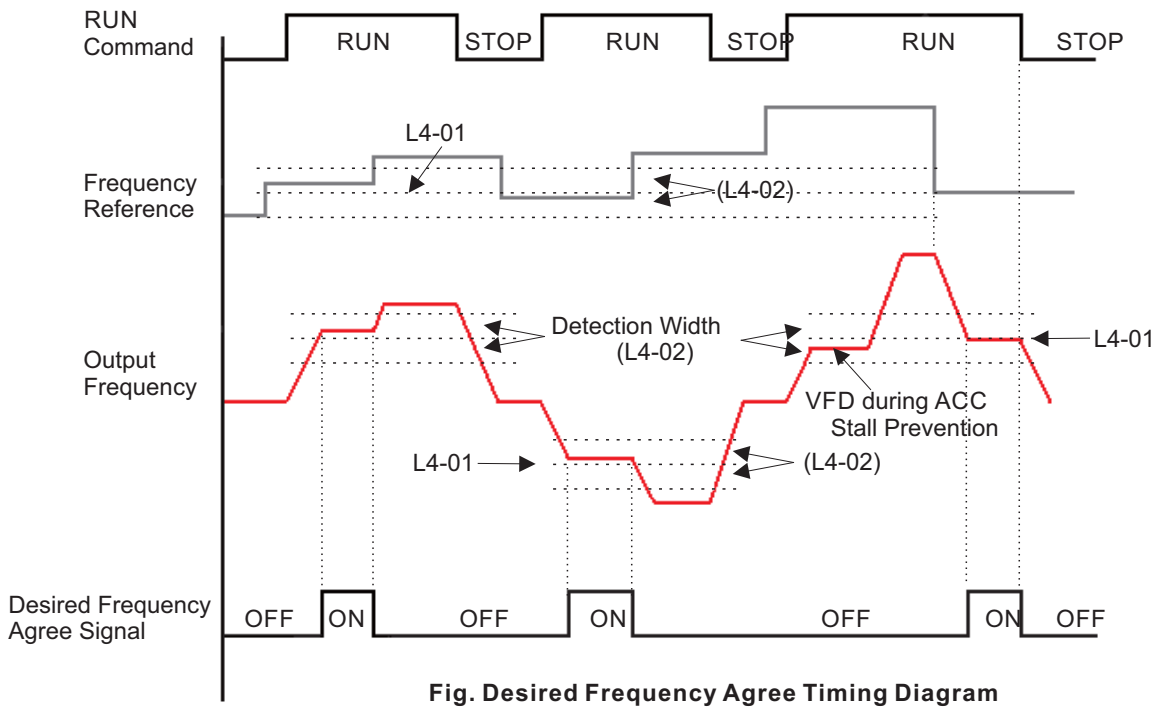 RUN
Command
RUN
STOP
RUN
STOP
RUN
STOP
L4-01
Frequency
Reference
(L4-02)
Output
Frequency
Detection Width
(L4-02)
L4-01
VFD during ACC
Stall Prevention
L4-01
(L4-02)
Desired Frequency
Agree Signal
OFF
ON
OFF
ON
OFF
ON
OFF
Fig. Desired Frequency Agree Timing Diagram